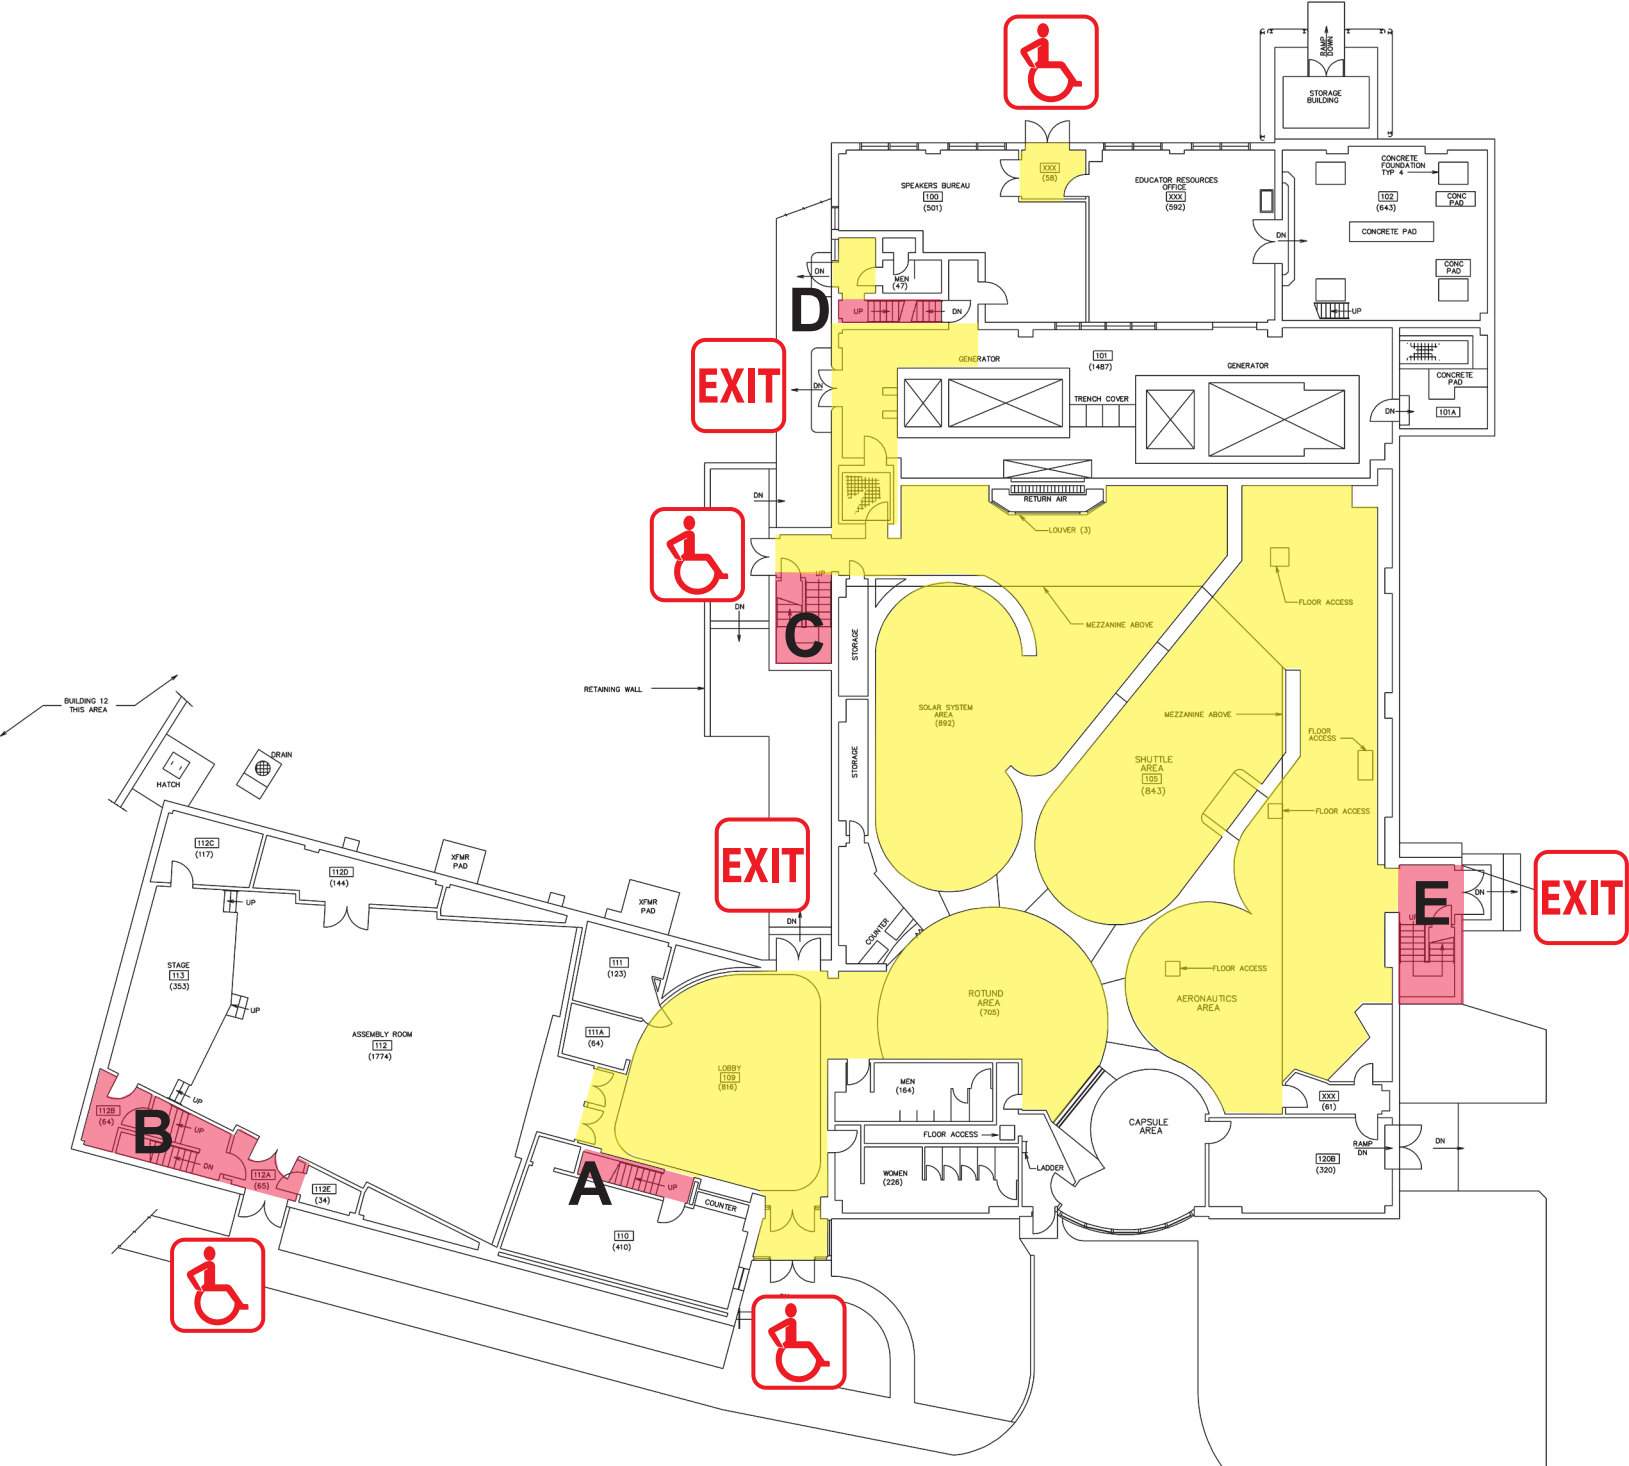 RAMP
DOWN
STORAGE
BUILDING
CONCRETE
FOUNDATION
TYP 4
XXX
(58)
SPEAKERS BUREAU
100
(501)
EDUCATOR RESOURCES
OFFICE
XXX
(592)
102
(643)
CONC
PAD
CONCRETE PAD
DN
DN
MEN
(47)
CONC
PAD
D
UP
DN
UP
GENERATOR
101
(1487)
GENERATOR
EXIT
DN
TRENCH COVER
CONCRETE
PAD
DN
101A
DN
RETURN AIR
LOUVER (3)
UP
FLOOR ACCESS
DN
C
MEZZANINE ABOVE
STORAGE
RETAINING WALL
BUILDING 12
THIS AREA
SOLAR SYSTEM
AREA
(892)
MEZZANINE ABOVE
FLOOR
ACCESS
STORAGE
SHUTTLE
AREA
105
(843)
DRAIN
HATCH
FLOOR ACCESS
EXIT
112C
(117)
XFMR
PAD
112D
(144)
E
DN
EXIT
UP
XFMR
PAD
UP
DN
COUNTER
STAGE
113
(353)
111
(123)
FLOOR ACCESS
ROTUND
AREA
(705)
AERONAUTICS
AREA
UP
ASSEMBLY ROOM
112
(1774)
111A
(64)
LOBBY
109
(816)
MEN
(164)
UP
XXX
(61)
112B
(64)
B
UP
CAPSULE
AREA
FLOOR ACCESS
RAMP
DN
DN
DN
120B
(320)
LADDER
WOMEN
(226)
112A
(65)
A
UP
112E
(34)
COUNTER
110
(410)